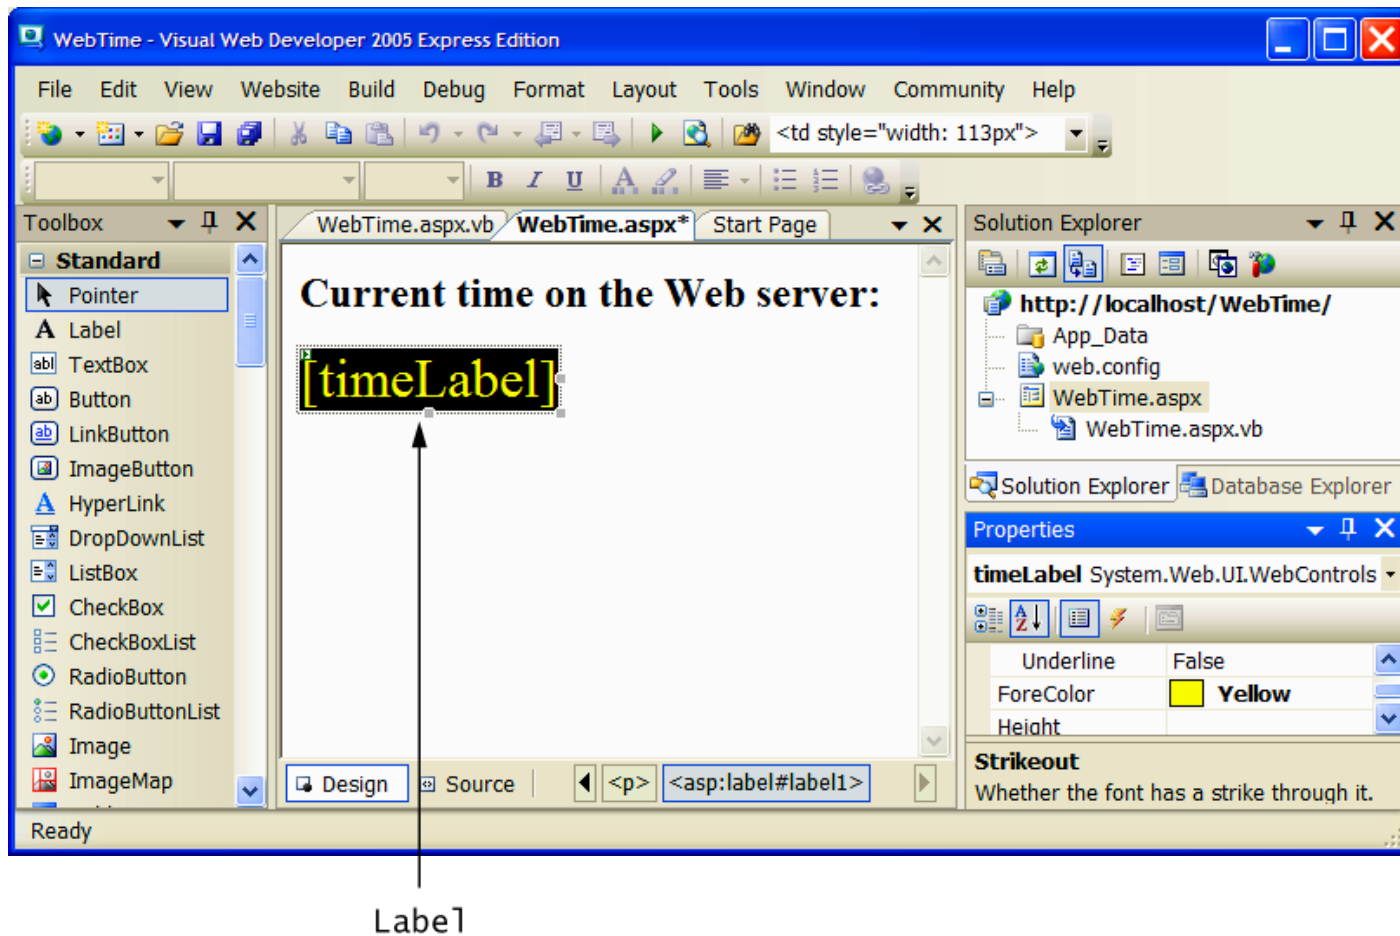 WebTime - Visual Web Developer 2005 Express Edition
File Edit View Website Build Debug Format Layout Tools Window Community Help
<td style="width: 113px">
B I U A
Toolbox
Standard
Pointer
A Label
abl TextBox
ab Button
ab LinkButton
ImageButton
A HyperLink
DropDownList
ListBox
CheckBox
CheckBoxList
RadioButton
RadioButtonList
Image
ImageMap
WebTime.aspx.vb WebTime.aspx* Start Page
Current time on the Web server:
[timeLabel]
Design Source <p> <asp:label#label1>
Solution Explorer
http://localhost/WebTime/
App_Data
web.config
WebTime.aspx
WebTime.aspx.vb
Solution Explorer Database Explorer
Properties
timeLabel System.Web.UI.WebControls
Underline False
ForeColor Yellow
Height
Strikeout
Whether the font has a strike through it.
Ready
Label